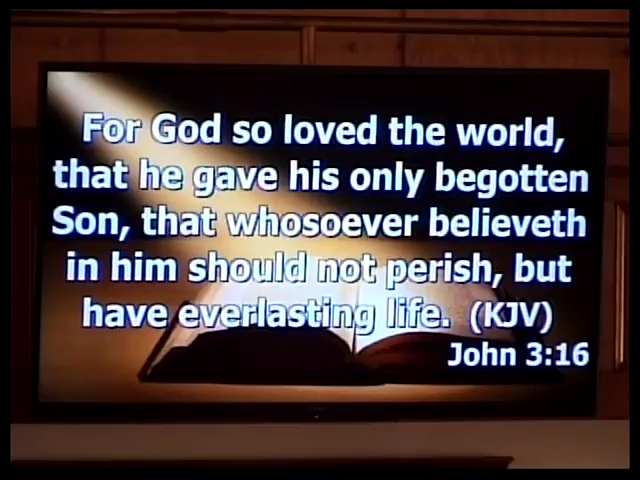 For God so loved the world,
that he gave his only begotten
Son, that whosoever believeth
in him should not perish, but
have everlasting life. (KJV)
John 3:16